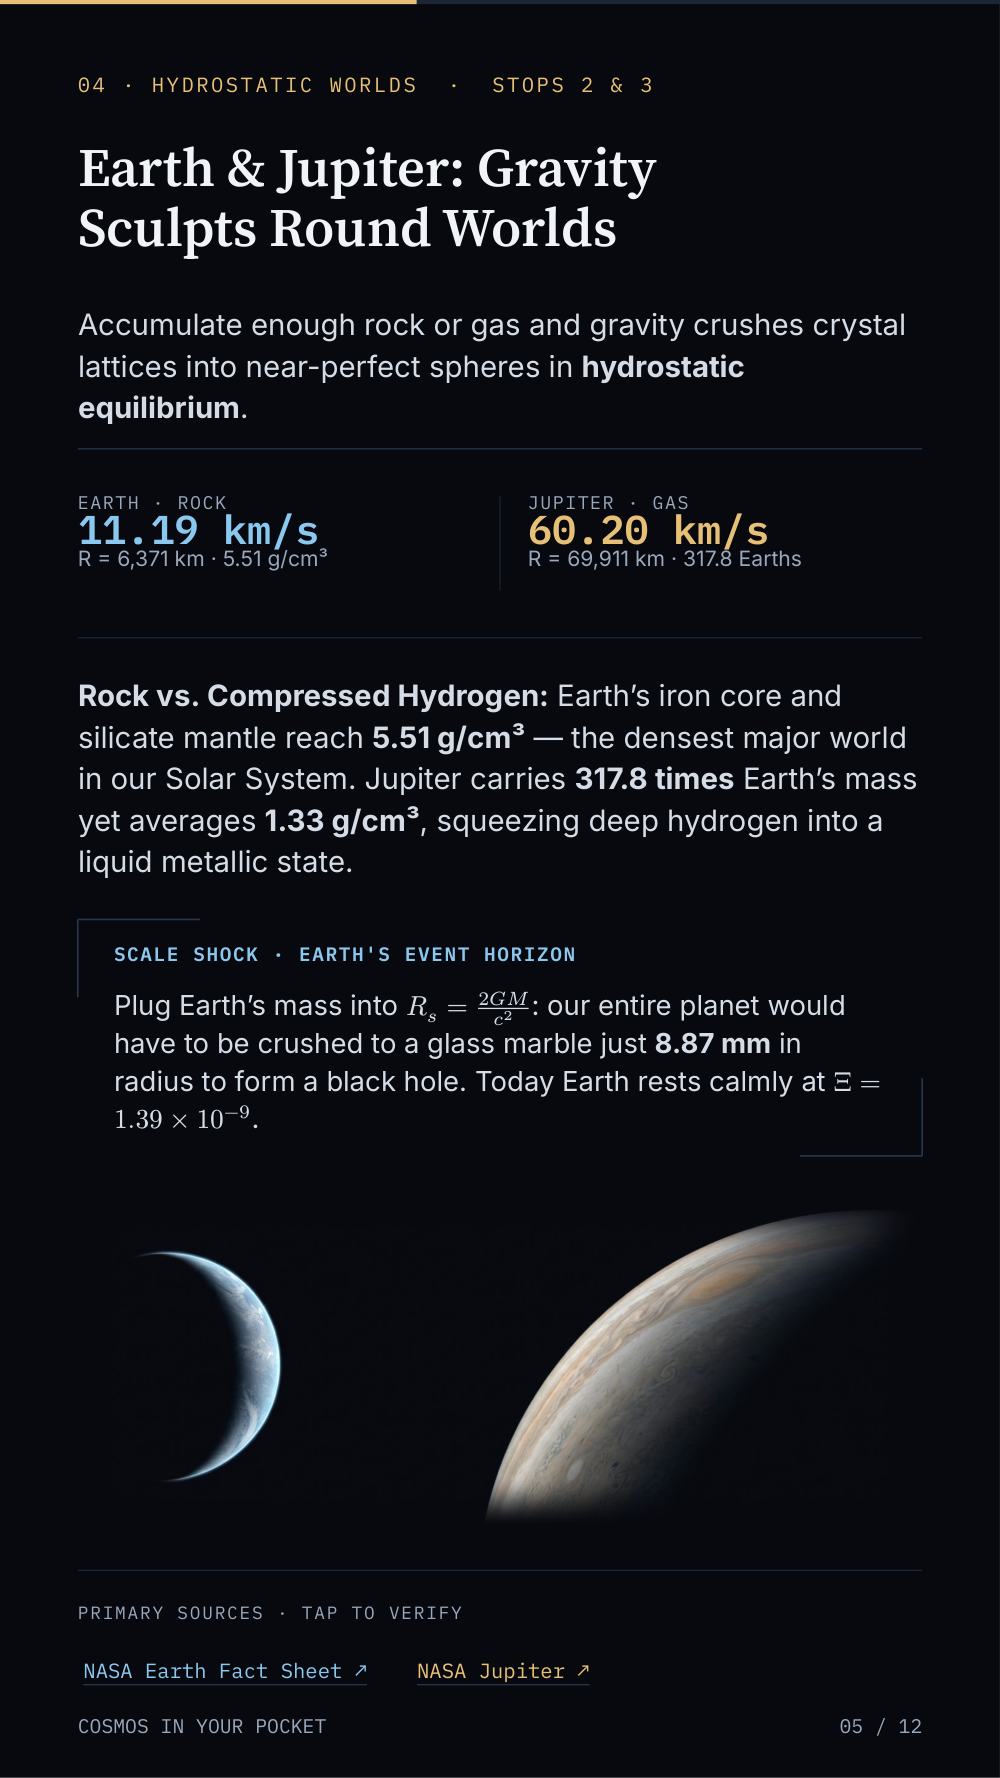 04 · HYDROSTATIC WORLDS · STOPS 2 & 3
Earth & Jupiter: Gravity
Sculpts Round Worlds
Accumulate enough rock or gas and gravity crushes crystal
lattices into near-perfect spheres in hydrostatic
equilibrium.
EARTH · ROCK
11.19 km/s
R = 6,371 km · 5.51 g/cm³
JUPITER · GAS
60.20 km/s
R = 69,911 km · 317.8 Earths
Rock vs. Compressed Hydrogen: Earth’s iron core and
silicate mantle reach 5.51 g/cm³ — the densest major world
in our Solar System. Jupiter carries 317.8 times Earth’s mass
yet averages 1.33 g/cm³, squeezing deep hydrogen into a
liquid metallic state.
SCALE SHOCK · EARTH'S EVENT HORIZON
Plug Earth’s mass into $R_s = \frac{2GM}{c^2}$: our entire planet would
have to be crushed to a glass marble just 8.87 mm in
radius to form a black hole. Today Earth rests calmly at Ξ =
1.39 × 10⁻⁹.
PRIMARY SOURCES · TAP TO VERIFY
NASA Earth Fact Sheet ↗ NASA Jupiter ↗
COSMOS IN YOUR POCKET 05 / 12